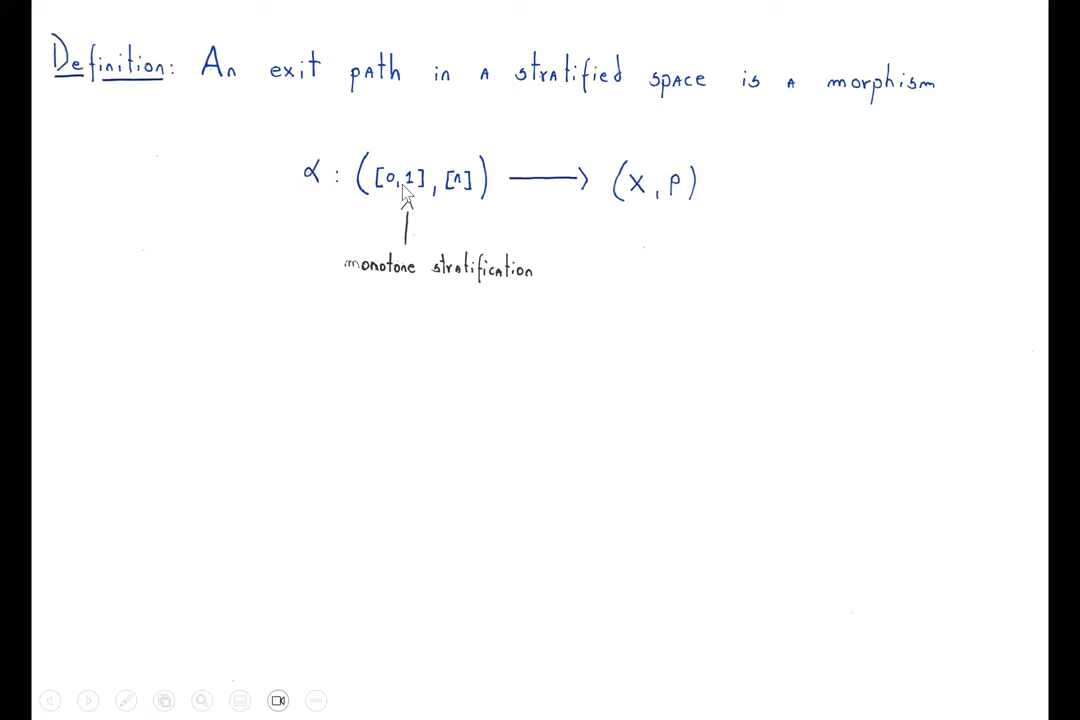 Definition: An exit path in a stratified space is a morphism
α : ([0,1], [n]) ⟶ (X, P)
monotone stratification